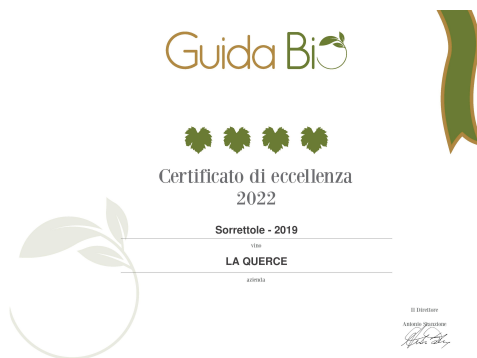 Guida Bio
Certificato di eccellenza
2022
Sorrettole - 2019
vino
LA QUERCE
azienda
Il Direttore
Antonio Stanzione